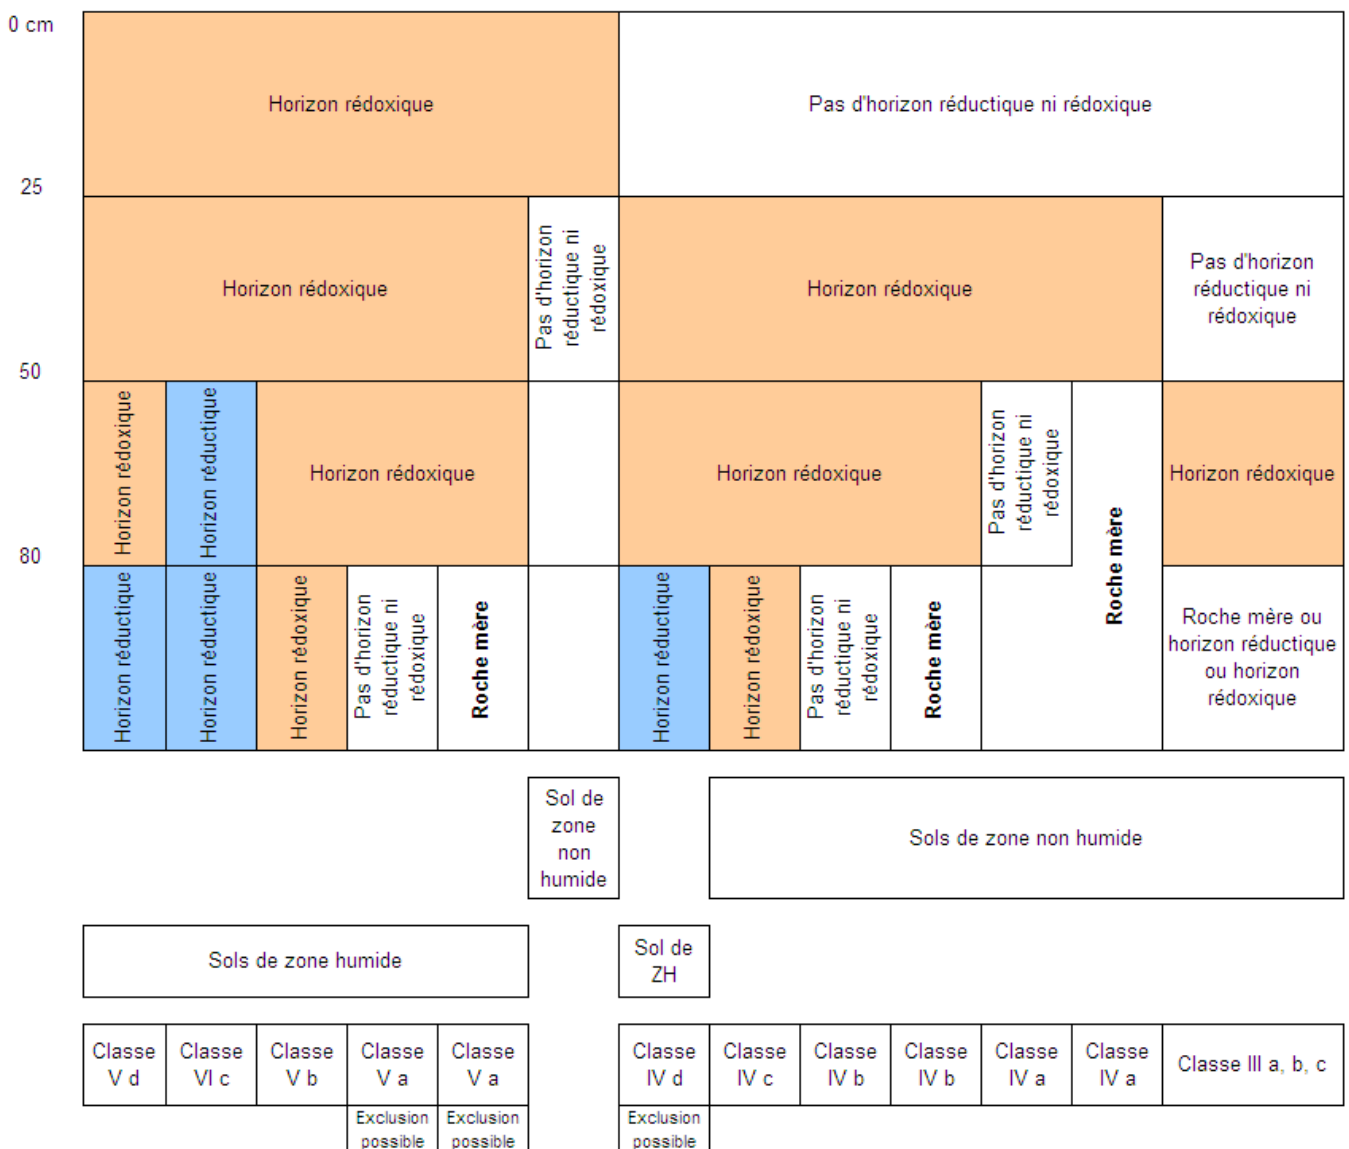 0 cm
Horizon rédoxique
Pas d'horizon réductique ni rédoxique
25
Horizon rédoxique
Pas d'horizon
réductique ni
rédoxique
Horizon rédoxique
Pas d'horizon
réductique ni
rédoxique
50
Horizon rédoxique
Horizon réductique
Horizon rédoxique
Horizon rédoxique
Pas d'horizon
réductique ni
rédoxique
Roche mère
Horizon rédoxique
80
Horizon réductique
Horizon réductique
Horizon rédoxique
Pas d'horizon
réductique ni
rédoxique
Roche mère
Horizon réductique
Horizon rédoxique
Pas d'horizon
réductique ni
rédoxique
Roche mère
Roche mère ou
horizon réductique
ou horizon
rédoxique
Sol de
zone
non
humide
Sols de zone non humide
Sols de zone humide
Sol de
ZH
Classe
V d
Classe
VI c
Classe
V b
Classe
V a
Classe
V a
Classe
IV d
Classe
IV c
Classe
IV b
Classe
IV b
Classe
IV a
Classe
IV a
Classe III a, b, c
Exclusion
possible
Exclusion
possible
Exclusion
possible